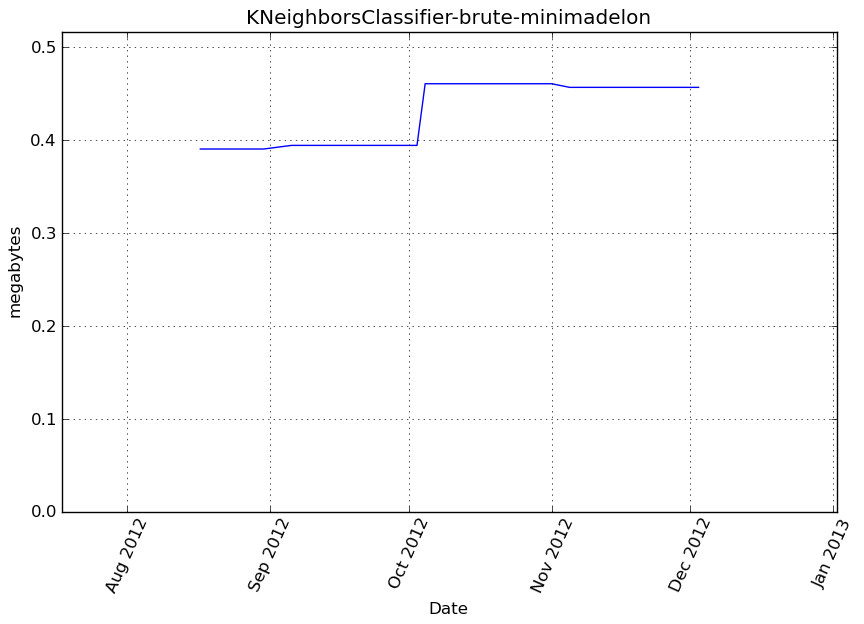 KNeighborsClassifier-brute-minimadelon
0.5
0.4
0.3
0.2
0.1
0.0
megabytes
Aug 2012
Sep 2012
Oct 2012
Nov 2012
Dec 2012
Jan 2013
Date